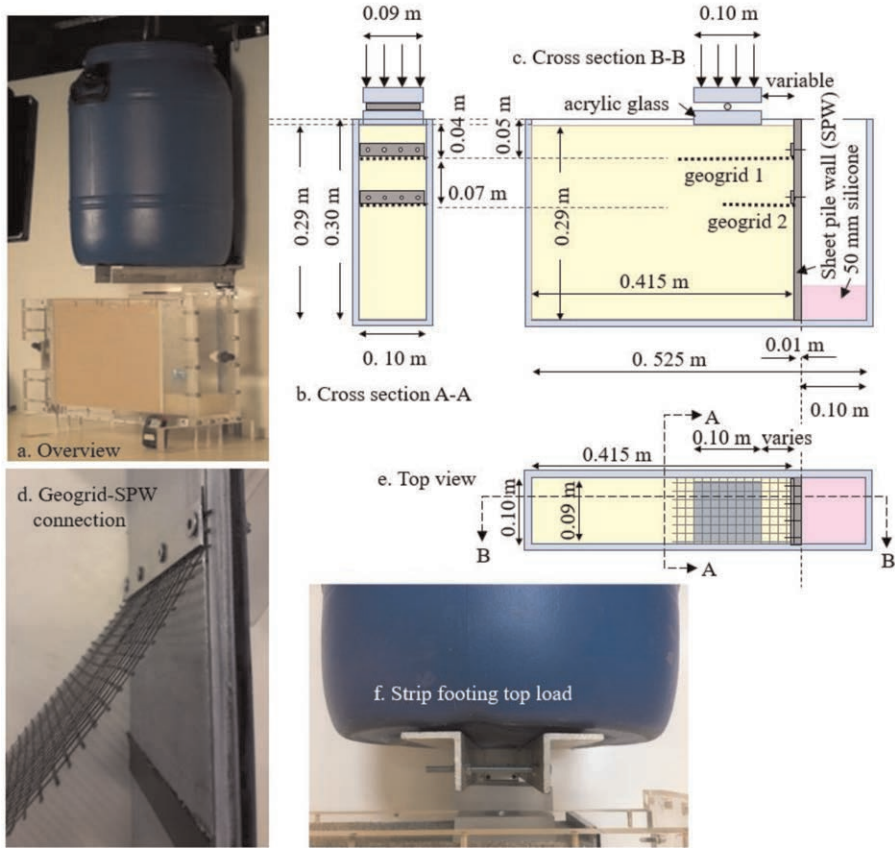 0.09 m
0.10 m
c. Cross section B-B
variable
acrylic glass
0.04 m
0.05 m
0.07 m
0.29 m
0.30 m
0.29 m
geogrid 1
geogrid 2
Sheet pile wall (SPW)
50 mm silicone
0.415 m
0. 10 m
0.01 m
0. 525 m
0.10 m
b. Cross section A-A
a. Overview
A
0.10 m
varies
0.415 m
e. Top view
0.10 m
0.09 m
B
B
A
d. Geogrid-SPW
connection
f. Strip footing top load